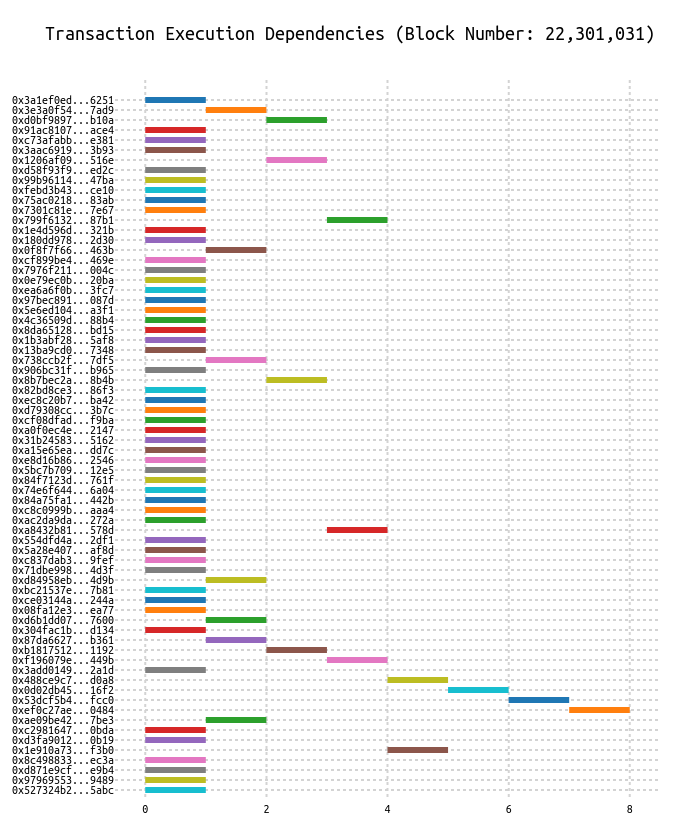 Transaction Execution Dependencies (Block Number: 22,301,031)
0x3a1ef0ed...6251
0x3e3a0f54...7ad9
0xd0bf9897...b10a
0x91ac8107...ace4
0xc73afabb...e381
0x3aac6919...3b93
0x1206af09...516e
0xd58f93f9...ed2c
0x99b96114...47ba
0xfebd3b43...ce10
0x75ac0218...83ab
0x7301c81e...7e67
0x799f6132...87b1
0x1e4d596d...321b
0x180dd978...2d30
0x0f8f7f66...463b
0xcf899be4...469e
0x7976f211...004c
0x0e79ec0b...20ba
0xea6a6f0b...3fc7
0x97bec891...087d
0x5e6ed104...a3f1
0x4c36509d...88b4
0x8da65128...bd15
0x1b3abf28...5af8
0x13ba9cd0...7348
0x738ccb2f...7df5
0x906bc31f...b965
0x8b7bec2a...8b4b
0x82bd8ce3...86f3
0xec8c20b7...ba42
0xd79308cc...3b7c
0xcf08dfad...f9ba
0xa0f0ec4e...2147
0x31b24583...5162
0xa15e65ea...dd7c
0xe8d16b86...2546
0x5bc7b709...12e5
0x84f7123d...761f
0x74e6f644...6a04
0x84a75fa1...442b
0xc8c0999b...aaa4
0xac2da9da...272a
0xa8432b81...578d
0x554dfd4a...2df1
0x5a28e407...af8d
0xc837dab3...9fef
0x71dbe998...4d3f
0xd84958eb...4d9b
0xbc21537e...7b81
0xce03144a...244a
0x08fa12e3...ea77
0xd6b1dd07...7600
0x304fac1b...d134
0x87da6627...b361
0xb1817512...1192
0xf196079e...449b
0x3add0149...2a1d
0x488ce9c7...d0a8
0x0d02db45...16f2
0x53dcf5b4...fcc0
0xef0c27ae...0484
0xae09be42...7be3
0xc2981647...0bda
0xd3fa9012...0b19
0x1e910a73...f3b0
0x8c498833...ec3a
0xd871e9cf...e9b4
0x97969553...9489
0x527324b2...5abc
0 2 4 6 8